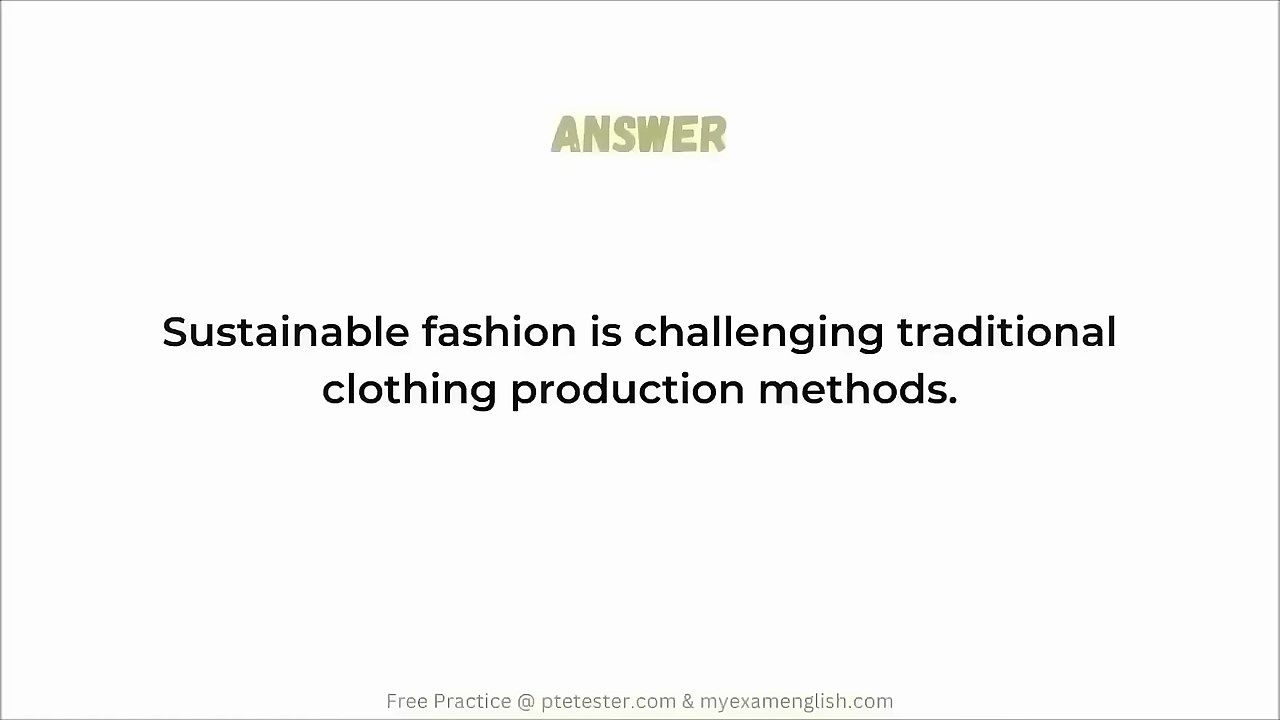 ANSWER
Sustainable fashion is challenging traditional
clothing production methods.
Free Practice @ ptetester.com & myexamenglish.com